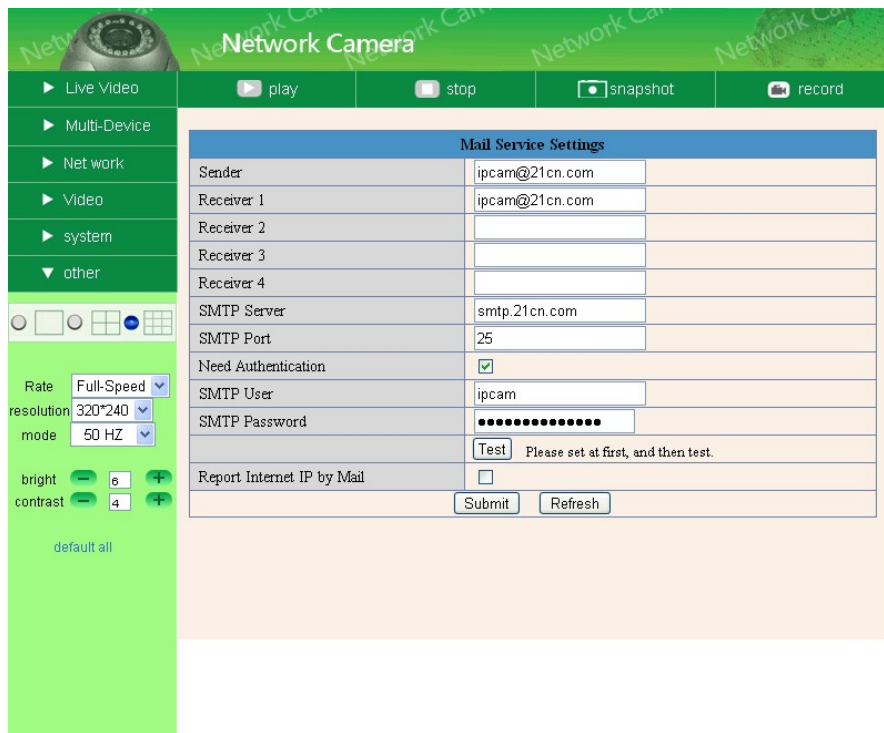 Network Camera
Live Video
Multi-Device
Net work
Video
system
other
play
stop
snapshot
record
Rate Full-Speed
resolution 320*240
mode 50 HZ
bright 6
contrast 4
default all
Mail Service Settings
Sender ipcam@21cn.com
Receiver 1 ipcam@21cn.com
Receiver 2
Receiver 3
Receiver 4
SMTP Server smtp.21cn.com
SMTP Port 25
Need Authentication
SMTP User ipcam
SMTP Password ••••••••••••••
Test Please set at first, and then test.
Report Internet IP by Mail
Submit Refresh